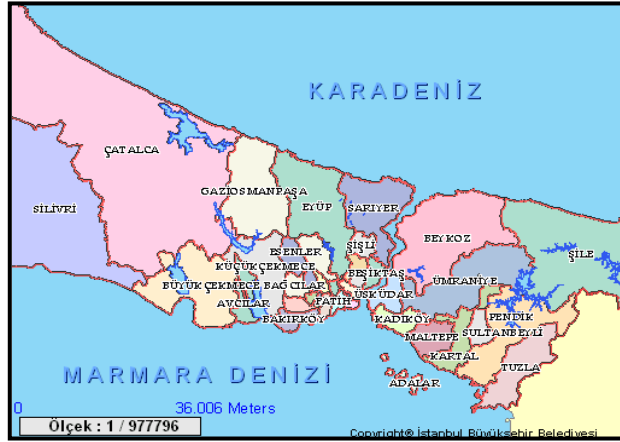 KARADENİZ
ÇATALCA
GAZİOSMANPAŞA
SİLİVRİ
EYÜP
SARIYER
BEYKOZ
ŞİŞLİ
ESENLER
ŞİLE
KÜÇÜKÇEKMECE
BEŞİKTAŞ
ÜMRANİYE
BÜYÜKÇEKMECE
BAĞCILAR
ÜSKÜDAR
AVCILAR
FATİH
BAKIRKÖY
KADIKÖY
PENDİK
SULTANBEYLİ
MALTEPE
KARTAL
TUZLA
ADALAR
MARMARA DENİZİ
0 36.006 Meters
Ölçek : 1 / 977796
Copyright® İstanbul Büyükşehir Belediyesi